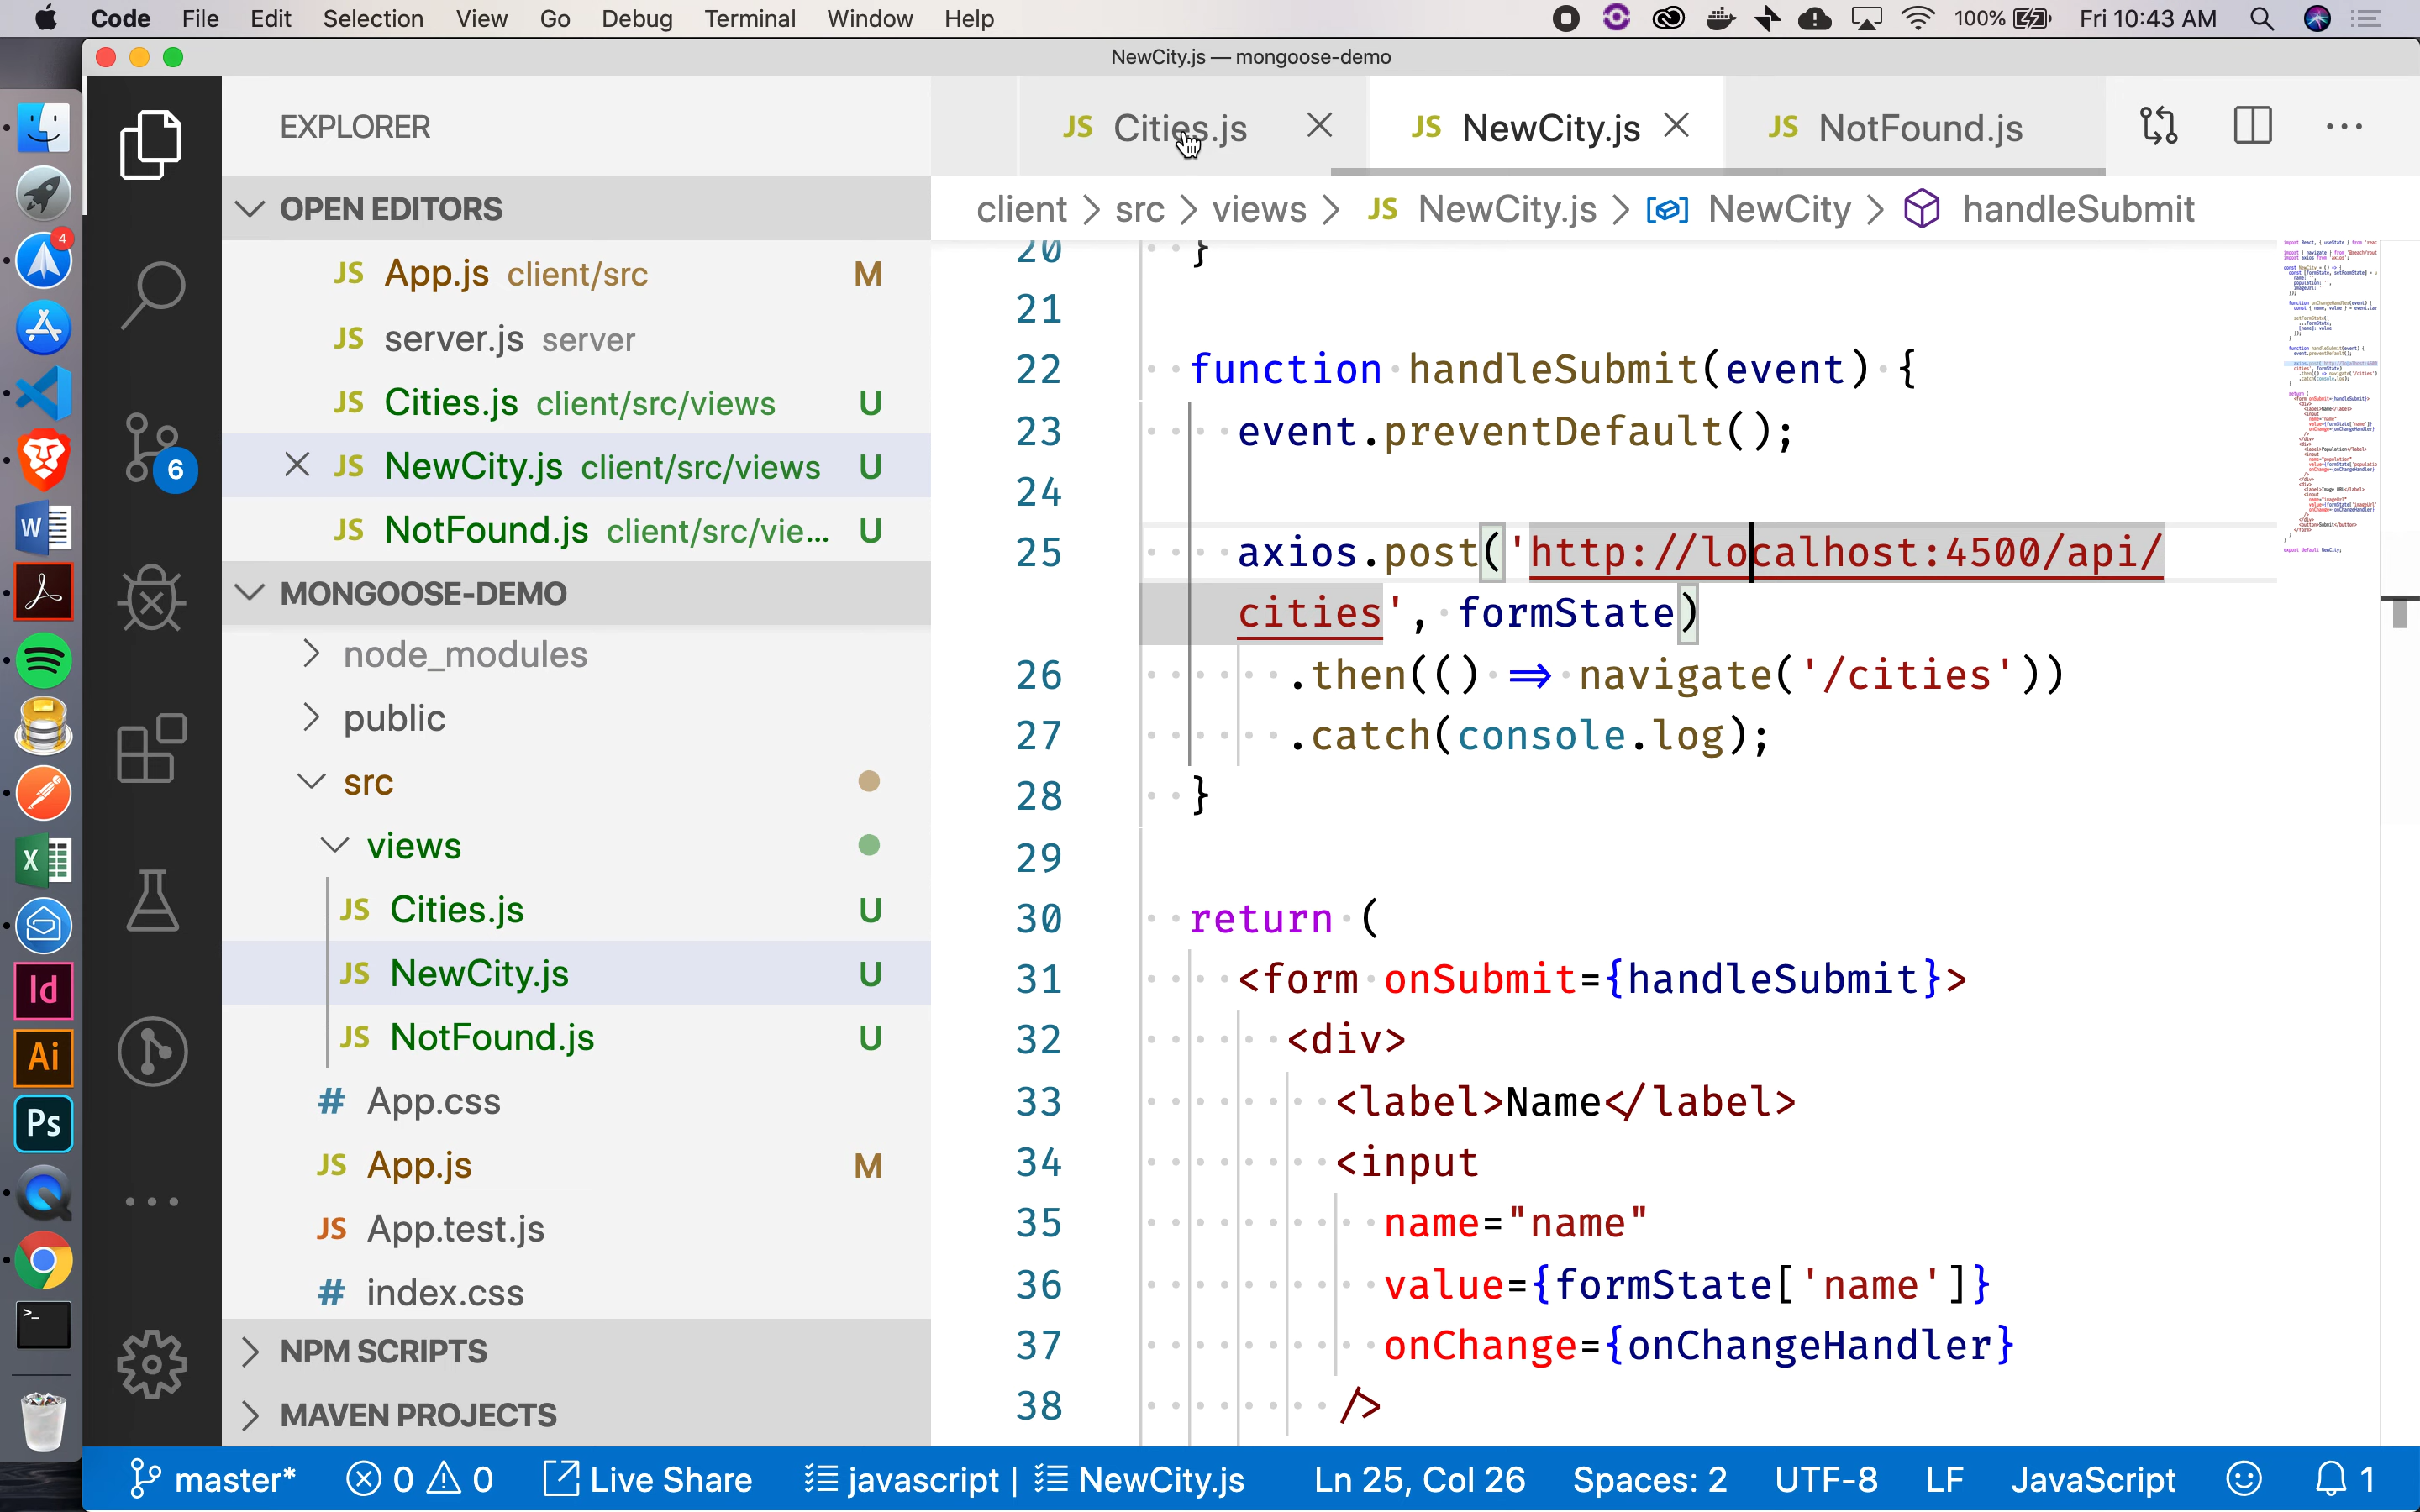 Code File Edit Selection View Go Debug Terminal Window Help 100% Fri 10:43 AM
NewCity.js — mongoose-demo
EXPLORER
JS Cities.js JS NewCity.js JS NotFound.js
OPEN EDITORS
client > src > views > JS NewCity.js > NewCity > handleSubmit
JS App.js client/src M
JS server.js server
JS Cities.js client/src/views U
JS NewCity.js client/src/views U
JS NotFound.js client/src/vie... U
MONGOOSE-DEMO
node_modules
public
src
views
JS Cities.js U
JS NewCity.js U
JS NotFound.js U
# App.css
JS App.js M
JS App.test.js
# index.css
NPM SCRIPTS
MAVEN PROJECTS
4
6
W
X
Id
Ai
Ps
>_
20 }
21
22 function handleSubmit(event) {
23 event.preventDefault();
24
25 axios.post('http://localhost:4500/api/
cities', formState)
26 .then(() => navigate('/cities'))
27 .catch(console.log);
28 }
29
30 return (
31 <form onSubmit={handleSubmit}>
32 <div>
33 <label>Name</label>
34 <input
35 name="name"
36 value={formState['name']}
37 onChange={onChangeHandler}
38 />
master* 0 0 Live Share javascript | NewCity.js Ln 25, Col 26 Spaces: 2 UTF-8 LF JavaScript 1